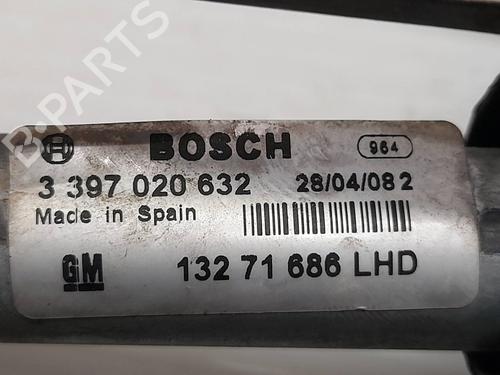 BOSCH 964
3 397 020 632 28/04/08 2
Made in Spain
GM 132 71 686 LHD
B-PARTS